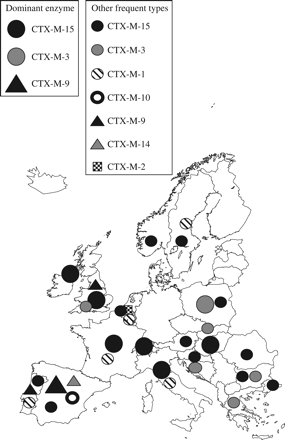 Dominant enzyme
CTX-M-15
CTX-M-3
CTX-M-9
Other frequent types
CTX-M-15
CTX-M-3
CTX-M-1
CTX-M-10
CTX-M-9
CTX-M-14
CTX-M-2